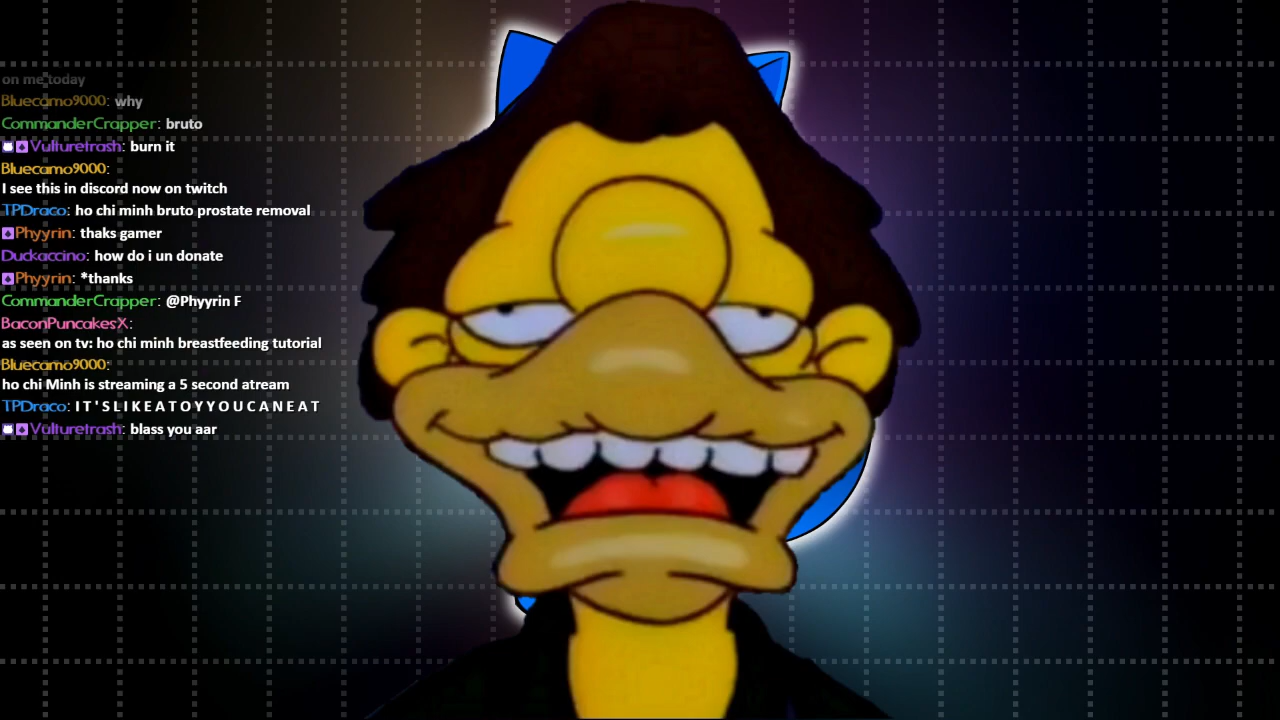 on me today
Bluecamo9000: why
CommanderCrapper: bruto
Vulturetrash: burn it
Bluecamo9000:
I see this in discord now on twitch
TPDraco: ho chi minh bruto prostate removal
Phyyrin: thaks gamer
Duckaccino: how do i un donate
Phyyrin: *thanks
CommanderCrapper: @Phyyrin F
BaconPuncakesX:
as seen on tv: ho chi minh breastfeeding tutorial
Bluecamo9000:
ho chi Minh is streaming a 5 second atream
TPDraco: I T ' S L I K E A T O Y Y O U C A N E A T
Vulturetrash: blass you aar